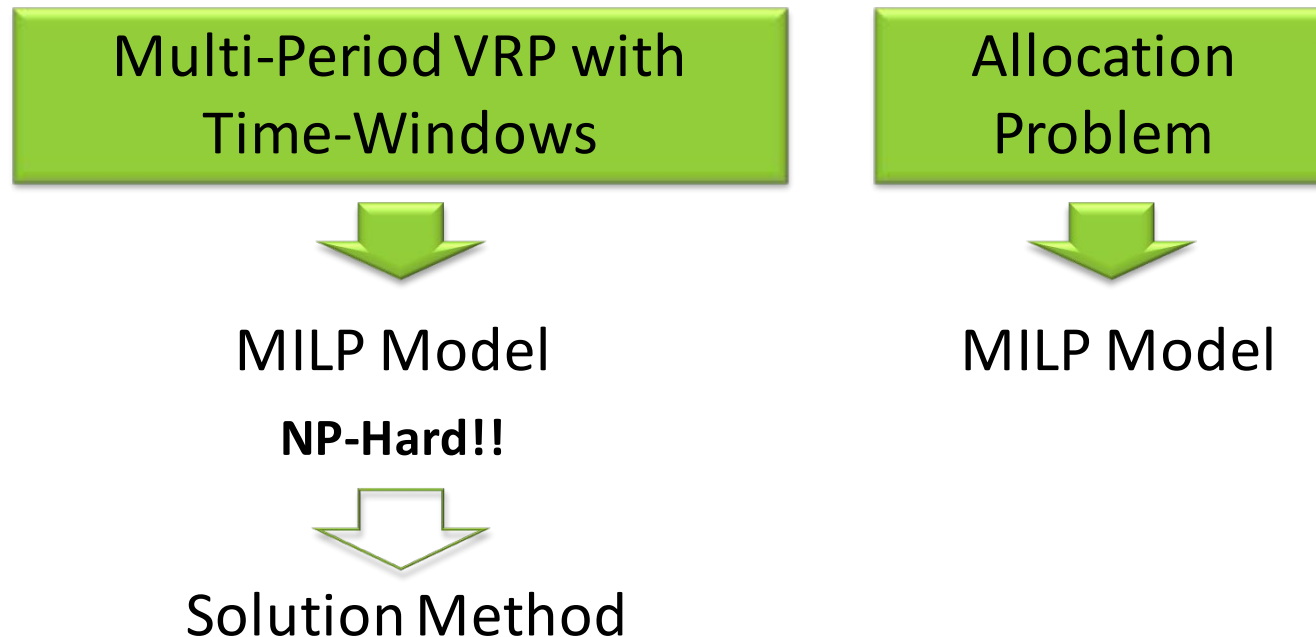 Multi-Period VRP with
Time-Windows
MILP Model
NP-Hard!!
Solution Method
Allocation
Problem
MILP Model